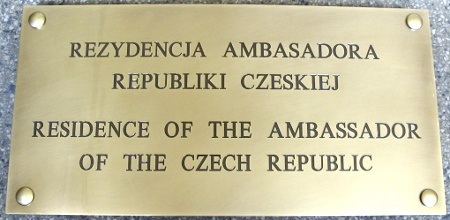 REZYDENCJA AMBASADORA
REPUBLIKI CZESKIEJ
RESIDENCE OF THE AMBASSADOR
OF THE CZECH REPUBLIC